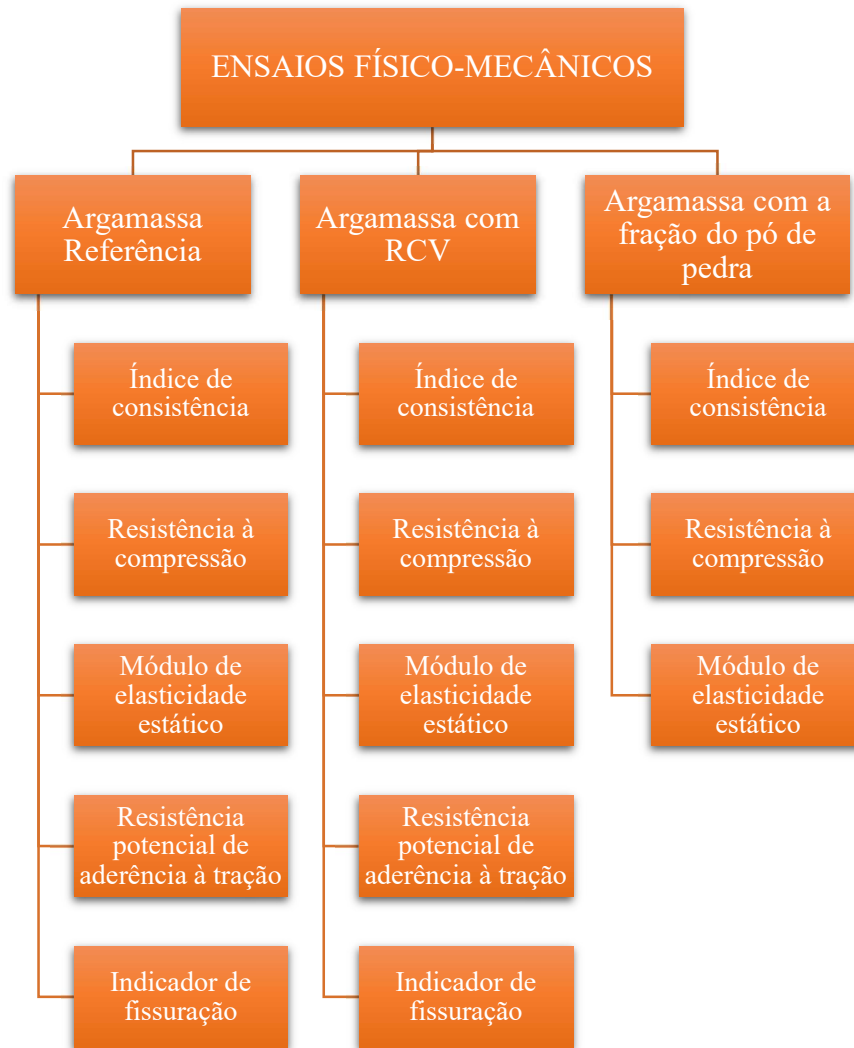 ENSAIOS FÍSICO-MECÂNICOS
Argamassa
Referência
Índice de
consistência
Resistência à
compressão
Módulo de
elasticidade
estático
Resistência
potencial de
aderência à tração
Indicador de
fissuração
Argamassa com
RCV
Índice de
consistência
Resistência à
compressão
Módulo de
elasticidade
estático
Resistência
potencial de
aderência à tração
Indicador de
fissuração
Argamassa com a
fração do pó de
pedra
Índice de
consistência
Resistência à
compressão
Módulo de
elasticidade
estático